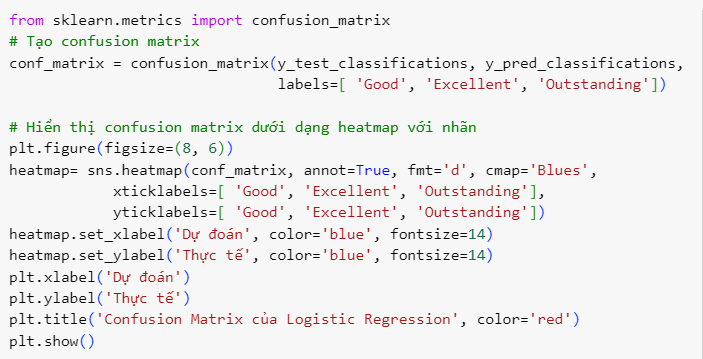 from sklearn.metrics import confusion_matrix
# Tạo confusion matrix
conf_matrix = confusion_matrix(y_test_classifications, y_pred_classifications,
                               labels=[ 'Good', 'Excellent', 'Outstanding'])

# Hiển thị confusion matrix dưới dạng heatmap với nhãn
plt.figure(figsize=(8, 6))
heatmap= sns.heatmap(conf_matrix, annot=True, fmt='d', cmap='Blues',
            xticklabels=[ 'Good', 'Excellent', 'Outstanding'],
            yticklabels=[ 'Good', 'Excellent', 'Outstanding'])
heatmap.set_xlabel('Dự đoán', color='blue', fontsize=14)
heatmap.set_ylabel('Thực tế', color='blue', fontsize=14)
plt.xlabel('Dự đoán')
plt.ylabel('Thực tế')
plt.title('Confusion Matrix của Logistic Regression', color='red')
plt.show()